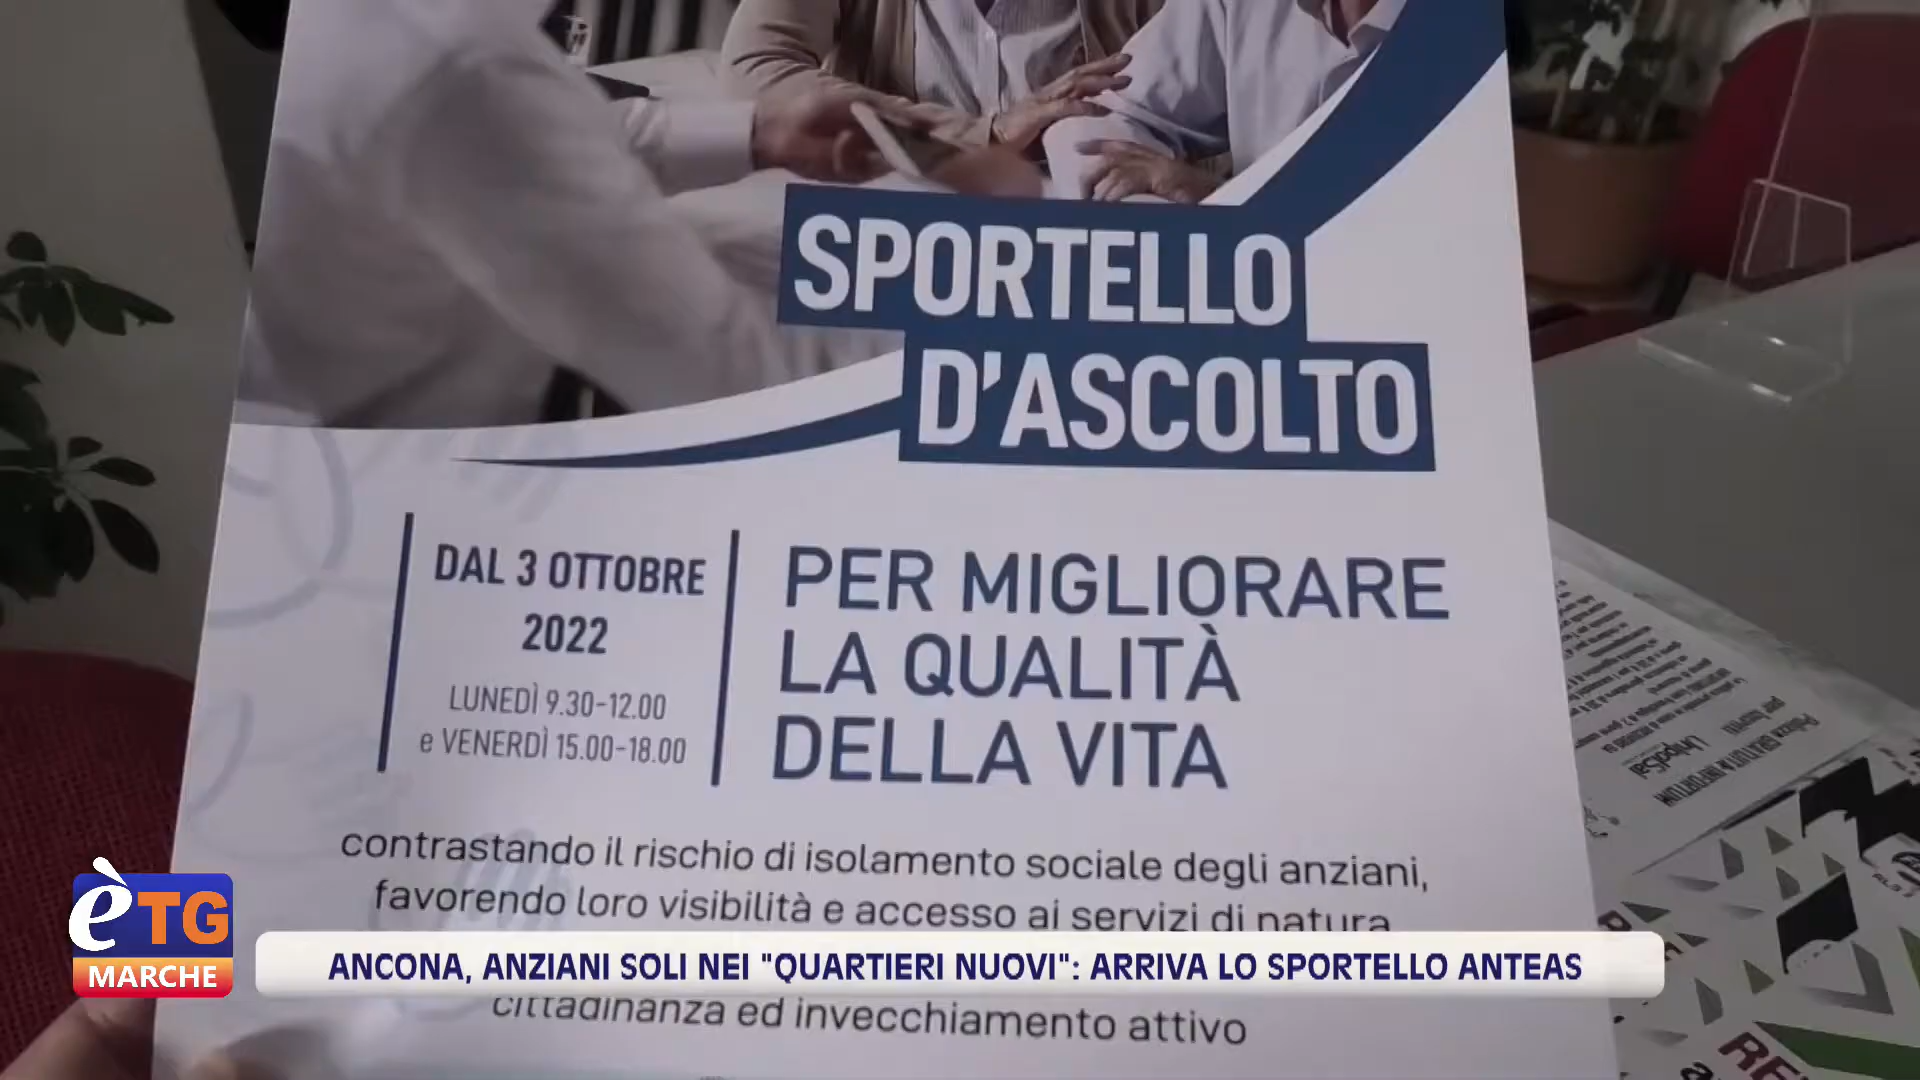 SPORTELLO
D'ASCOLTO
DAL 3 OTTOBRE
2022
LUNEDÌ 9.30-12.00
e VENERDÌ 15.00-18.00
PER MIGLIORARE
LA QUALITÀ
DELLA VITA
contrastando il rischio di isolamento sociale degli anziani,
favorendo loro visibilità e accesso ai servizi di natura
cittadinanza ed invecchiamento attivo
è TG
MARCHE
ANCONA, ANZIANI SOLI NEI "QUARTIERI NUOVI": ARRIVA LO SPORTELLO ANTEAS
UnipolSai